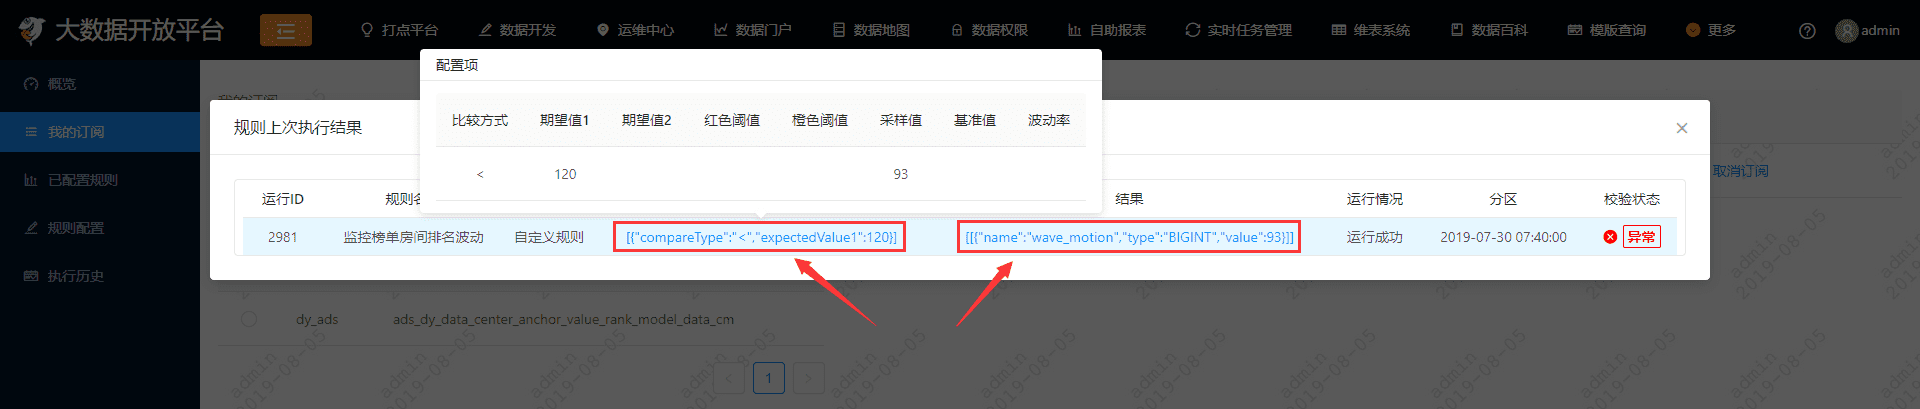 大数据开放平台
打点平台
数据开发
运维中心
数据门户
数据地图
数据权限
自助报表
实时任务管理
维表系统
数据百科
模版查询
更多
admin
概览
我的订阅
已配置规则
规则配置
执行历史
我的订阅
配置项
比较方式 期望值1 期望值2 红色阈值 橙色阈值 采样值 基准值 波动率
< 120 93
规则上次执行结果
运行ID 规则名 结果 运行情况 分区 校验状态
2981 监控榜单房间排名波动 自定义规则 [{"compareType":"<","expectedValue1":120}] [[{"name":"wave_motion","type":"BIGINT","value":93}]] 运行成功 2019-07-30 07:40:00 异常
取消订阅
dy_ads ads_dy_data_center_anchor_value_rank_model_data_cm
< 1 >
admin
2019-08-05